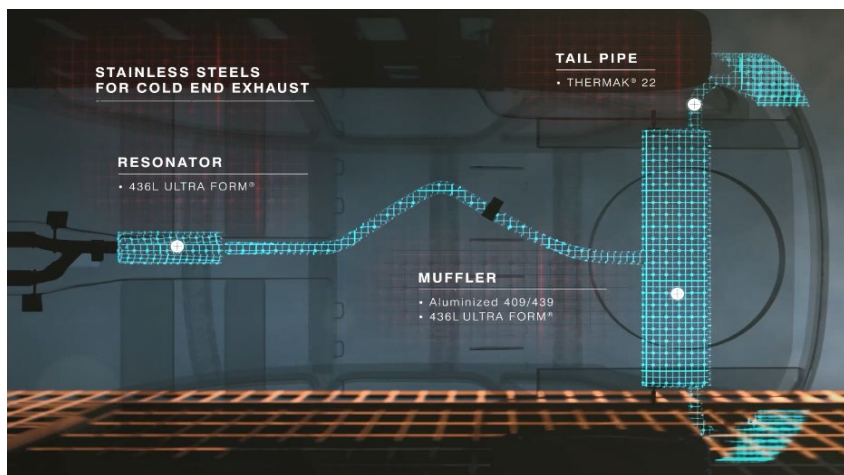 STAINLESS STEELS
FOR COLD END EXHAUST
TAIL PIPE
• THERMAK® 22
RESONATOR
• 436L ULTRA FORM®
MUFFLER
• Aluminized 409/439
• 436L ULTRA FORM®